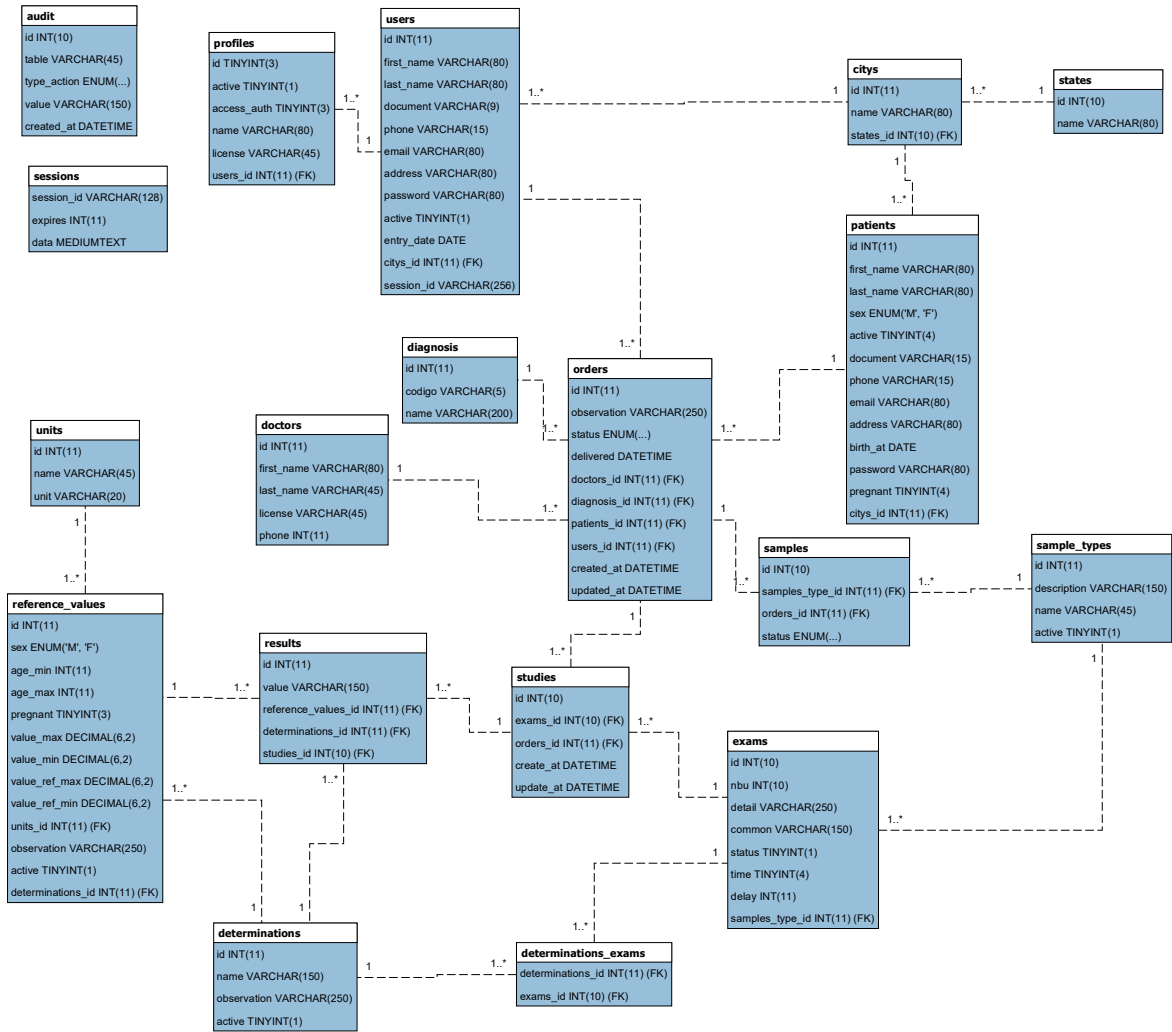 audit
id INT(10)
table VARCHAR(45)
type_action ENUM(...)
value VARCHAR(150)
created_at DATETIME
sessions
session_id VARCHAR(128)
expires INT(11)
data MEDIUMTEXT
profiles
id TINYINT(3)
active TINYINT(1)
access_auth TINYINT(3)
name VARCHAR(80)
license VARCHAR(45)
users_id INT(11) (FK)
1..*
1
users
id INT(11)
first_name VARCHAR(80)
last_name VARCHAR(80)
document VARCHAR(9)
phone VARCHAR(15)
email VARCHAR(80)
address VARCHAR(80)
password VARCHAR(80)
active TINYINT(1)
entry_date DATE
citys_id INT(11) (FK)
session_id VARCHAR(256)
1..*
1
1
1..*
citys
id INT(11)
name VARCHAR(80)
states_id INT(10) (FK)
1..*
1
states
id INT(10)
name VARCHAR(80)
1
1..*
patients
id INT(11)
first_name VARCHAR(80)
last_name VARCHAR(80)
sex ENUM('M', 'F')
active TINYINT(4)
document VARCHAR(15)
phone VARCHAR(15)
email VARCHAR(80)
address VARCHAR(80)
birth_at DATE
password VARCHAR(80)
pregnant TINYINT(4)
citys_id INT(11) (FK)
1
1..*
diagnosis
id INT(11)
codigo VARCHAR(5)
name VARCHAR(200)
1
1..*
doctors
id INT(11)
first_name VARCHAR(80)
last_name VARCHAR(45)
license VARCHAR(45)
phone INT(11)
1
1..*
orders
id INT(11)
observation VARCHAR(250)
status ENUM(...)
delivered DATETIME
doctors_id INT(11) (FK)
diagnosis_id INT(11) (FK)
patients_id INT(11) (FK)
users_id INT(11) (FK)
created_at DATETIME
updated_at DATETIME
1
1..*
1
1..*
units
id INT(11)
name VARCHAR(45)
unit VARCHAR(20)
1
1..*
samples
id INT(10)
samples_type_id INT(11) (FK)
orders_id INT(11) (FK)
status ENUM(...)
1..*
1
sample_types
id INT(11)
description VARCHAR(150)
name VARCHAR(45)
active TINYINT(1)
1
1..*
reference_values
id INT(11)
sex ENUM('M', 'F')
age_min INT(11)
age_max INT(11)
pregnant TINYINT(3)
value_max DECIMAL(6,2)
value_min DECIMAL(6,2)
value_ref_max DECIMAL(6,2)
value_ref_min DECIMAL(6,2)
units_id INT(11) (FK)
observation VARCHAR(250)
active TINYINT(1)
determinations_id INT(11) (FK)
1
1..*
1..*
1
results
id INT(11)
value VARCHAR(150)
reference_values_id INT(11) (FK)
determinations_id INT(11) (FK)
studies_id INT(10) (FK)
1..*
1
1..*
1
studies
id INT(10)
exams_id INT(10) (FK)
orders_id INT(11) (FK)
create_at DATETIME
update_at DATETIME
1..*
1
exams
id INT(10)
nbu INT(10)
detail VARCHAR(250)
common VARCHAR(150)
status TINYINT(1)
time TINYINT(4)
delay INT(11)
samples_type_id INT(11) (FK)
1
1..*
determinations
id INT(11)
name VARCHAR(150)
observation VARCHAR(250)
active TINYINT(1)
1
1..*
determinations_exams
determinations_id INT(11) (FK)
exams_id INT(10) (FK)